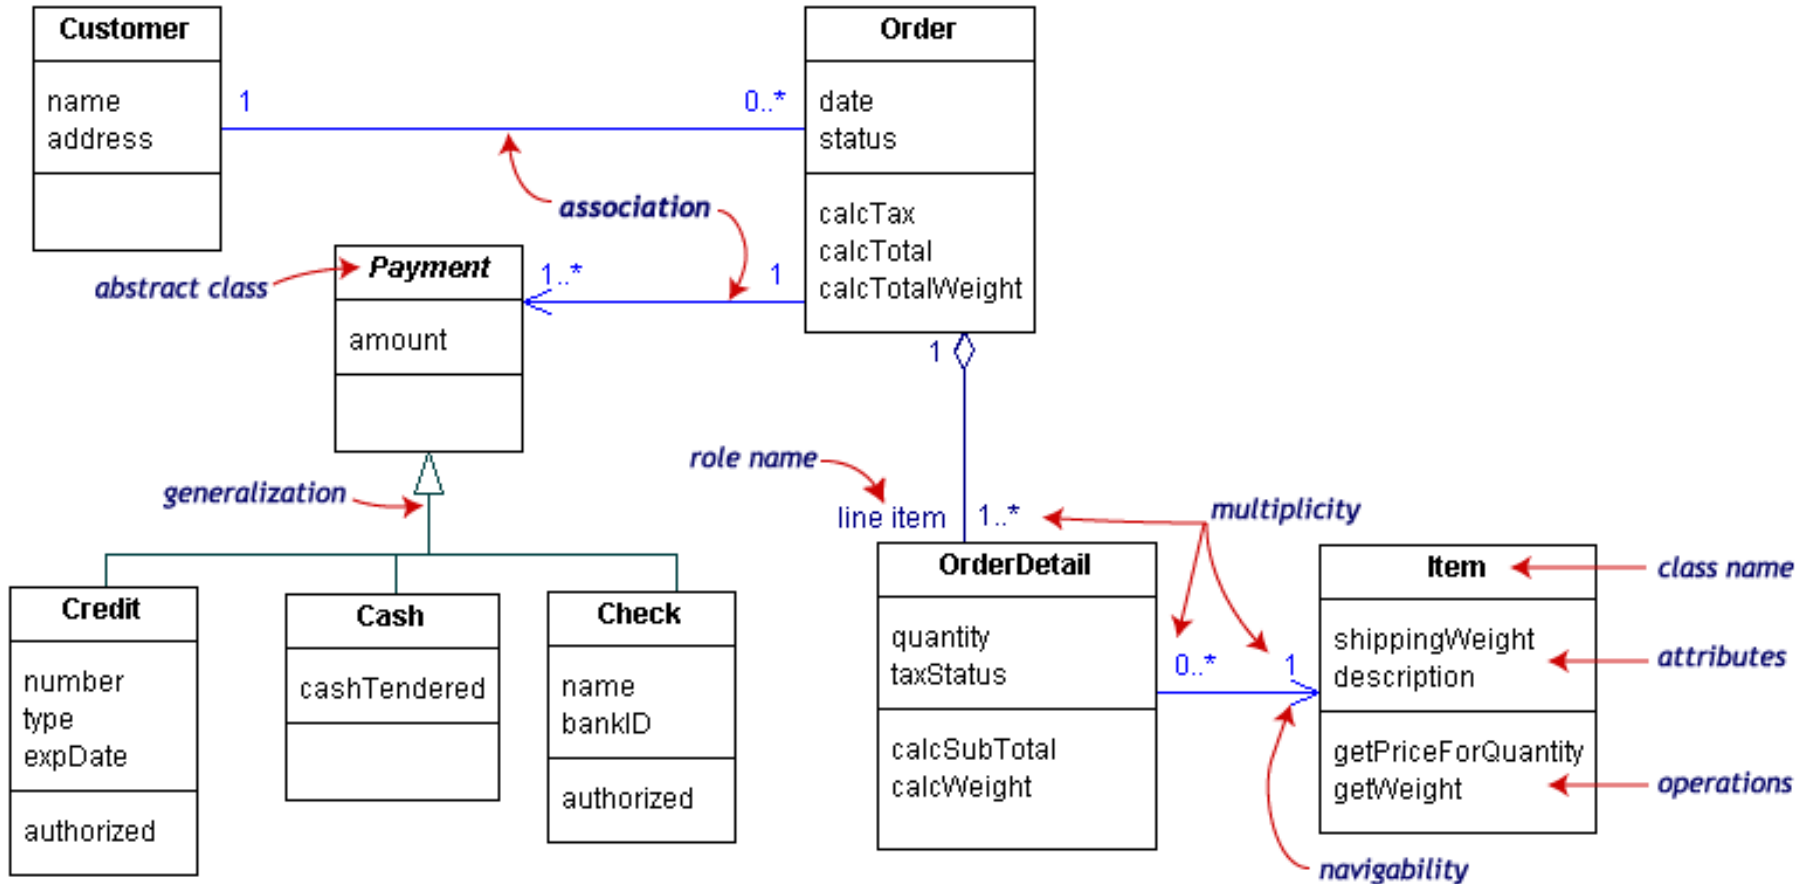 Customer
name
address
1
0..*
Order
date
status
calcTax
calcTotal
calcTotalWeight
association
abstract class
Payment
amount
1..*
1
1
generalization
role name
line item
1..*
multiplicity
Credit
number
type
expDate
authorized
Cash
cashTendered
Check
name
bankID
authorized
OrderDetail
quantity
taxStatus
calcSubTotal
calcWeight
0..*
1
Item
shippingWeight
description
getPriceForQuantity
getWeight
class name
attributes
operations
navigability